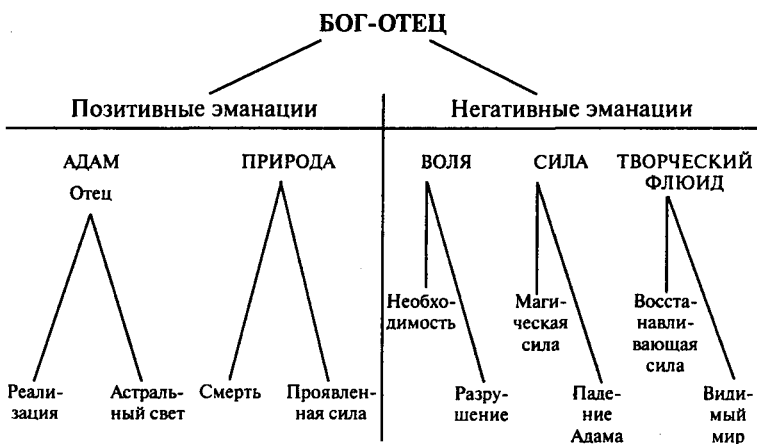 БОГ-ОТЕЦ
Позитивные эманации
Негативные эманации
АДАМ
Отец
ПРИРОДА
ВОЛЯ
СИЛА
ТВОРЧЕСКИЙ
ФЛЮИД
Необхо-
димость
Маги-
ческая
сила
Восста-
навли-
вающая
сила
Реали-
зация
Астраль-
ный свет
Смерть
Проявлен-
ная сила
Разру-
шение
Паде-
ние
Адама
Види-
мый
мир